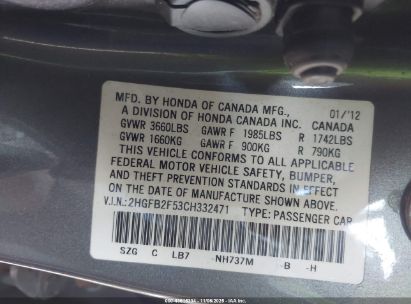 MFD. BY HONDA OF CANADA MFG., 01/'12
A DIVISION OF HONDA CANADA INC. CANADA
GVWR 3660LBS GAWR F 1985LBS R 1742LBS
GVWR 1660KG GAWR F 900KG R 790KG
THIS VEHICLE CONFORMS TO ALL APPLICABLE
FEDERAL MOTOR VEHICLE SAFETY, BUMPER,
AND THEFT PREVENTION STANDARDS IN EFFECT
ON THE DATE OF MANUFACTURE SHOWN ABOVE.
V.I.N.:2HGFB2F53CH332471 TYPE: PASSENGER CAR
SZG C LB7 -NH737M -B -H